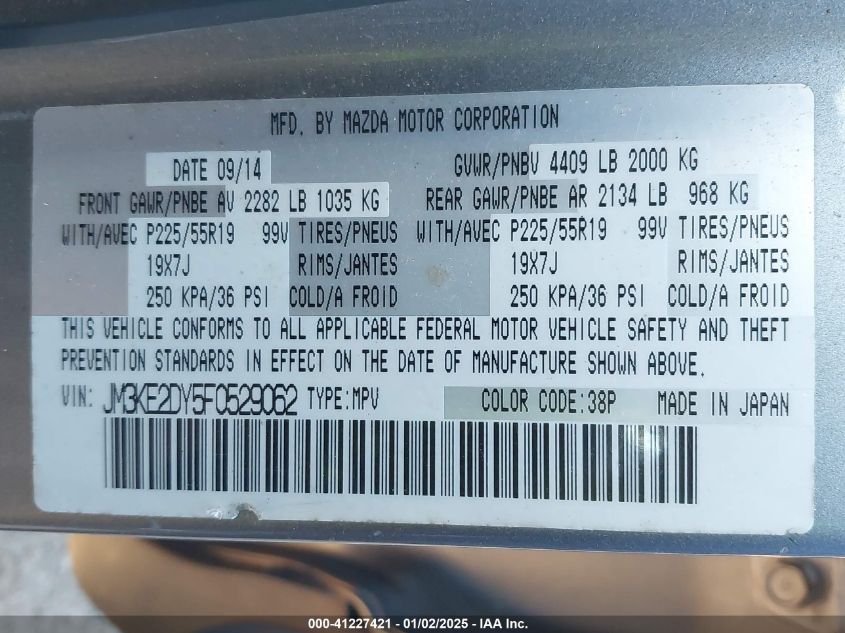 MFD. BY MAZDA MOTOR CORPORATION
DATE 09/14 GVWR/PNBV 4409 LB 2000 KG
FRONT GAWR/PNBE AV 2282 LB 1035 KG REAR GAWR/PNBE AR 2134 LB 968 KG
WITH/AVEC P225/55R19 99V TIRES/PNEUS WITH/AVEC P225/55R19 99V TIRES/PNEUS
19X7J RIMS/JANTES 19X7J RIMS/JANTES
250 KPA/36 PSI COLD/A FROID 250 KPA/36 PSI COLD/A FROID
THIS VEHICLE CONFORMS TO ALL APPLICABLE FEDERAL MOTOR VEHICLE SAFETY AND THEFT
PREVENTION STANDARDS IN EFFECT ON THE DATE OF MANUFACTURE SHOWN ABOVE.
VIN: JM3KE2DY5F0529062 TYPE:MPV COLOR CODE:38P MADE IN JAPAN
000-41227421 - 01/02/2025 - IAA Inc.